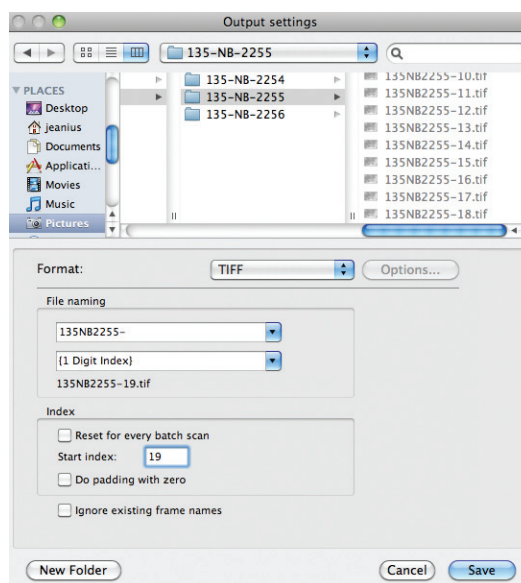 Output settings
135-NB-2255
PLACES
Desktop
jeanius
Documents
Applicati...
Movies
Music
Pictures
135-NB-2254
135-NB-2255
135-NB-2256
135NB2255-10.tif
135NB2255-11.tif
135NB2255-12.tif
135NB2255-13.tif
135NB2255-14.tif
135NB2255-15.tif
135NB2255-16.tif
135NB2255-17.tif
135NB2255-18.tif
Format: TIFF Options...
File naming
135NB2255-
{1 Digit Index}
135NB2255-19.tif
Index
Reset for every batch scan
Start index: 19
Do padding with zero
Ignore existing frame names
New Folder Cancel Save